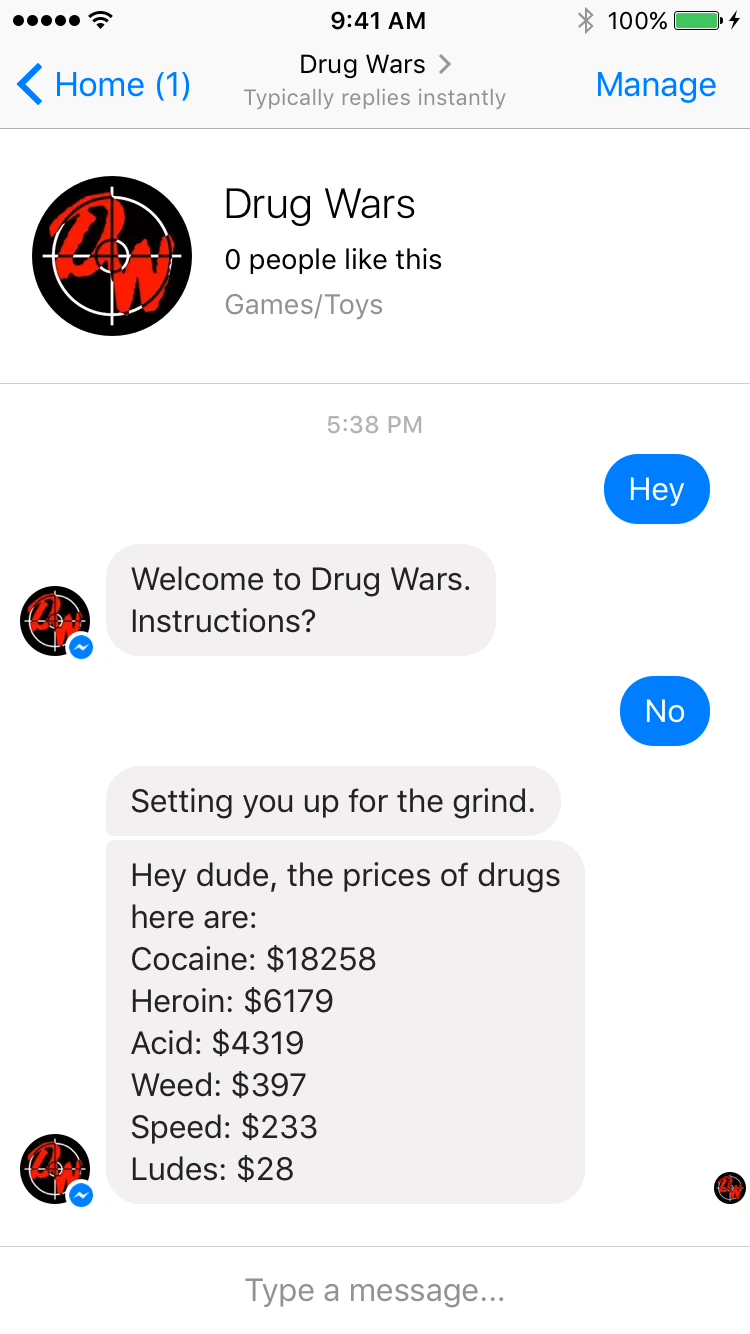 9:41 AM
100%
Home (1)
Drug Wars
Typically replies instantly
Manage
DW
Drug Wars
0 people like this
Games/Toys
5:38 PM
Hey
Welcome to Drug Wars.
Instructions?
DW
No
Setting you up for the grind.
Hey dude, the prices of drugs
here are:
Cocaine: $18258
Heroin: $6179
Acid: $4319
Weed: $397
Speed: $233
Ludes: $28
DW
DW
Type a message...